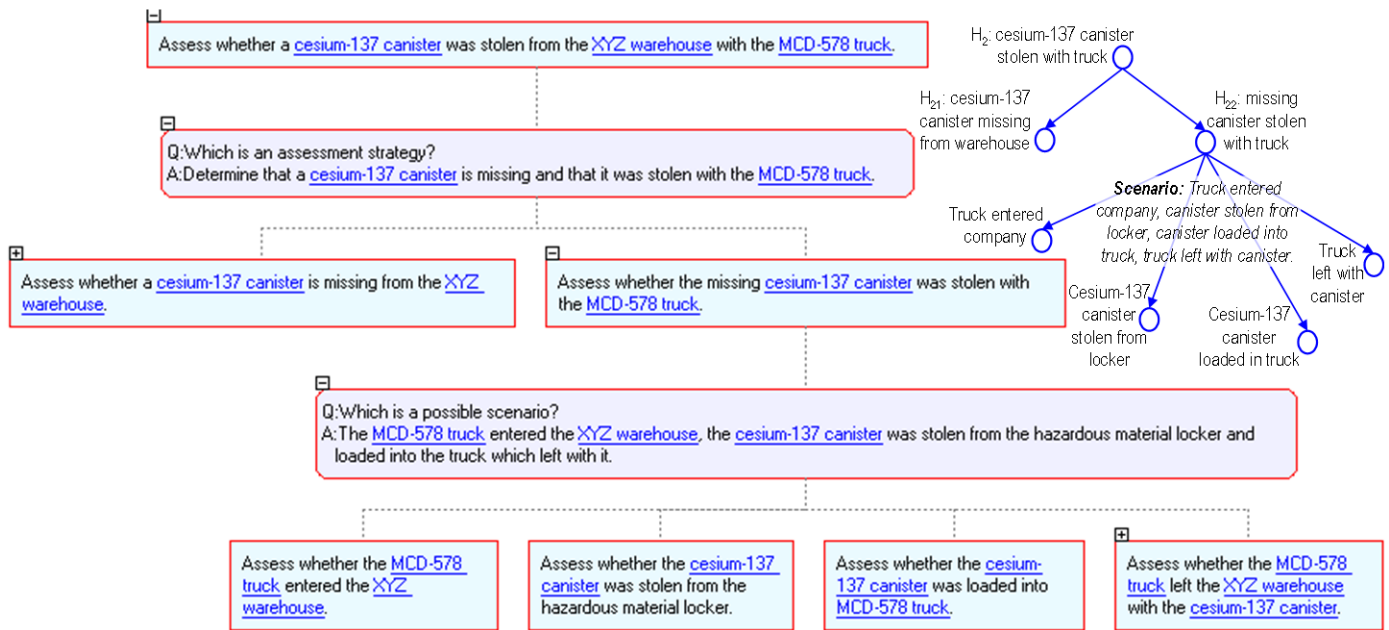 Assess whether a cesium-137 canister was stolen from the XYZ warehouse with the MCD-578 truck.
Q:Which is an assessment strategy?
A:Determine that a cesium-137 canister is missing and that it was stolen with the MCD-578 truck.
Assess whether a cesium-137 canister is missing from the XYZ
warehouse.
Assess whether the missing cesium-137 canister was stolen with
the MCD-578 truck.
Q:Which is a possible scenario?
A:The MCD-578 truck entered the XYZ warehouse, the cesium-137 canister was stolen from the hazardous material locker and
loaded into the truck which left with it.
Assess whether the MCD-578
truck entered the XYZ
warehouse.
Assess whether the cesium-137
canister was stolen from the
hazardous material locker.
Assess whether the cesium-
137 canister was loaded into
MCD-578 truck.
Assess whether the MCD-578
truck left the XYZ warehouse
with the cesium-137 canister.
H2: cesium-137 canister
stolen with truck
H21: cesium-137
canister missing
from warehouse
H22: missing
canister stolen
with truck
Scenario: Truck entered
company, canister stolen from
locker, canister loaded into
truck, truck left with canister.
Truck entered
company
Cesium-137
canister
stolen from
locker
Cesium-137
canister
loaded in truck
Truck
left with
canister